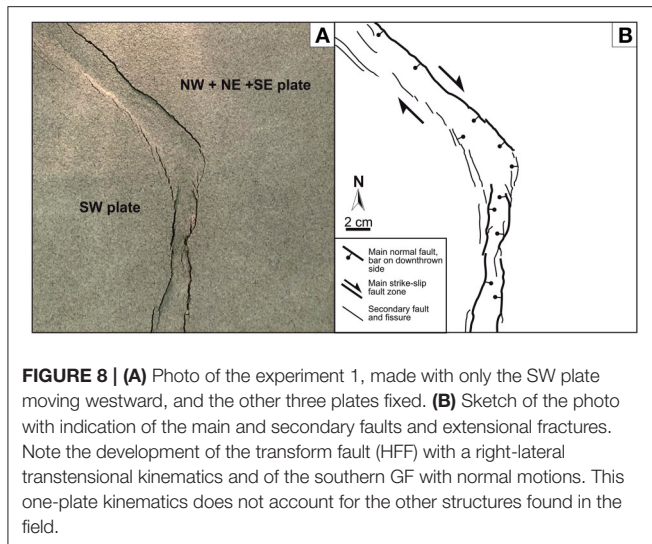 A
B
NW + NE +SE plate
SW plate
N
2 cm
Main normal fault,
bar on downthrown
side
Main strike-slip
fault zone
Secondary fault
and fissure
FIGURE 8 | (A) Photo of the experiment 1, made with only the SW plate
moving westward, and the other three plates fixed. (B) Sketch of the photo
with indication of the main and secondary faults and extensional fractures.
Note the development of the transform fault (HFF) with a right-lateral
transtensional kinematics and of the southern GF with normal motions. This
one-plate kinematics does not account for the other structures found in the
field.